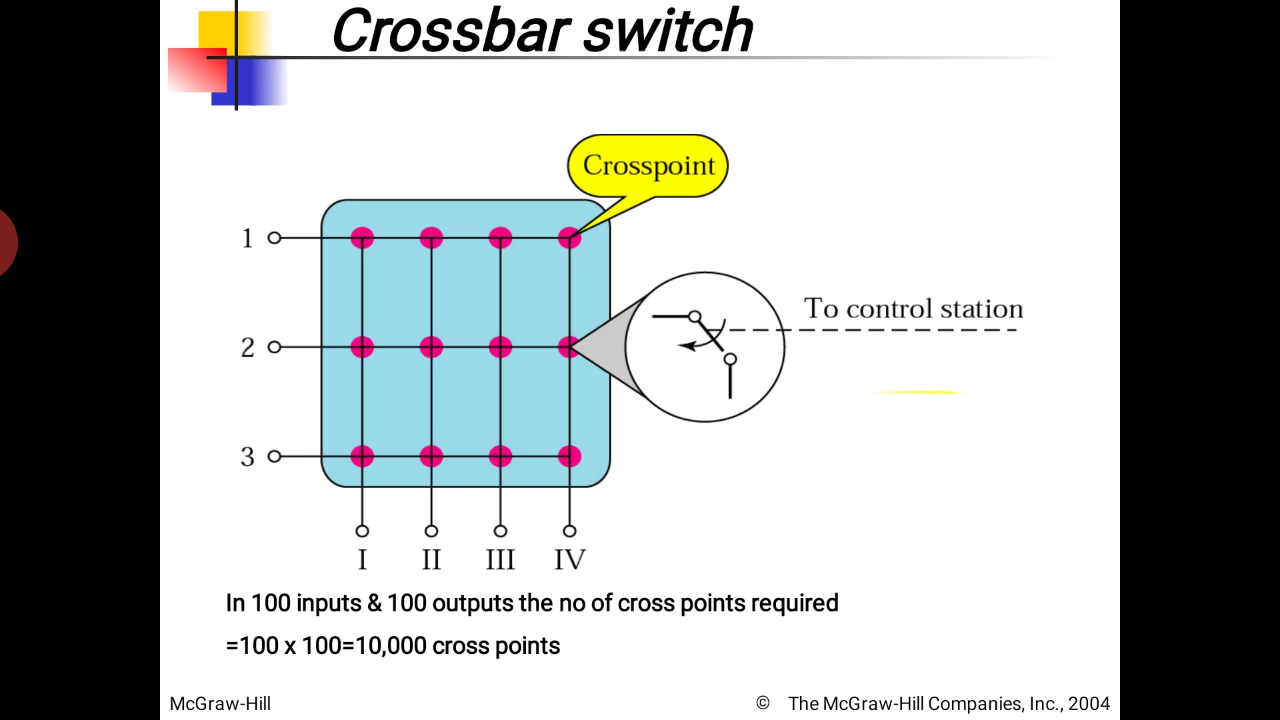 Crossbar switch
Crosspoint
1
To control station
2
3
I II III IV
In 100 inputs & 100 outputs the no of cross points required
=100 x 100=10,000 cross points
McGraw-Hill © The McGraw-Hill Companies, Inc., 2004